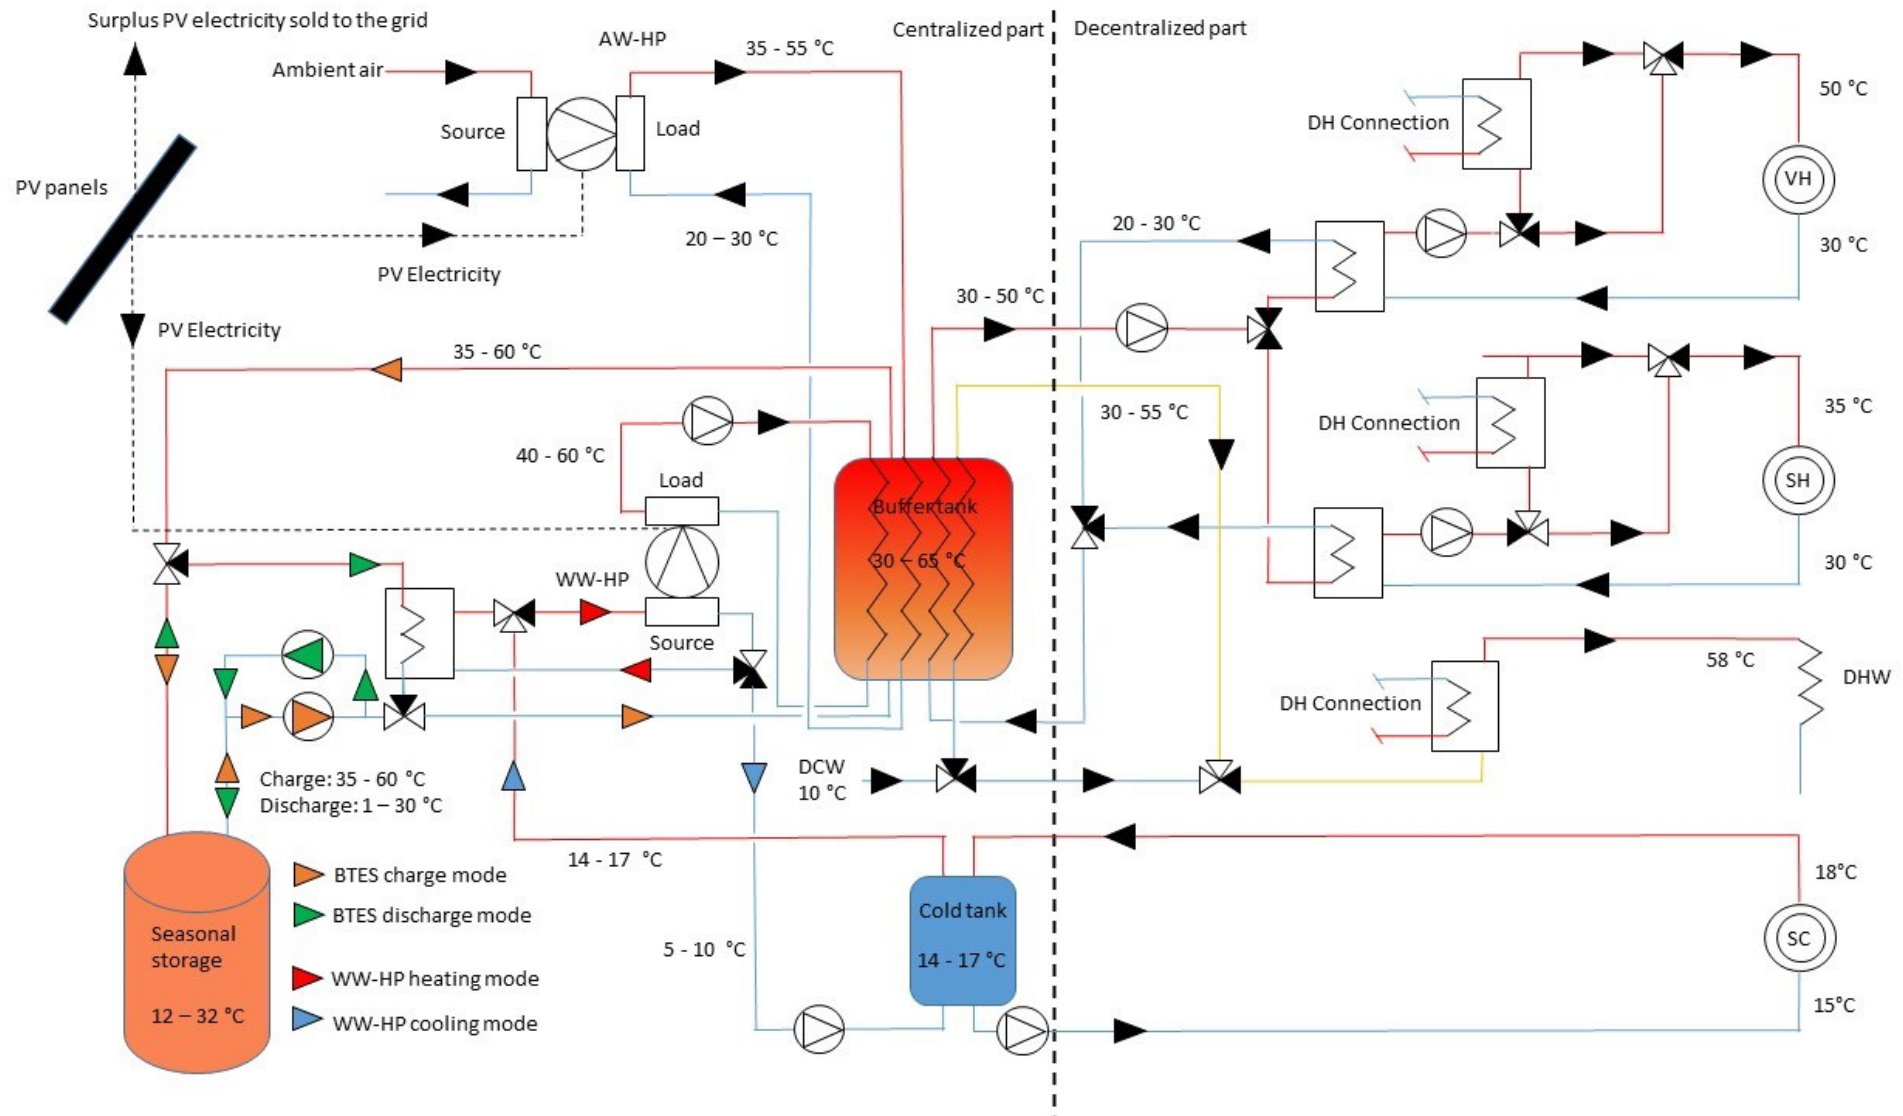 Surplus PV electricity sold to the grid
Centralized part
Decentralized part
AW-HP
35 - 55 °C
Ambient air
50 °C
Source
Load
DH Connection
PV panels
VH
20 – 30 °C
20 - 30 °C
30 °C
PV Electricity
30 - 50 °C
PV Electricity
35 - 60 °C
30 - 55 °C
35 °C
DH Connection
40 - 60 °C
Load
SH
Buffertank
30 – 65 °C
30 °C
WW-HP
Source
58 °C
DHW
DH Connection
DCW
10 °C
Charge: 35 - 60 °C
Discharge: 1 – 30 °C
14 - 17 °C
18°C
BTES charge mode
BTES discharge mode
Cold tank
14 - 17 °C
Seasonal
storage
12 – 32 °C
5 - 10 °C
SC
WW-HP heating mode
WW-HP cooling mode
15°C